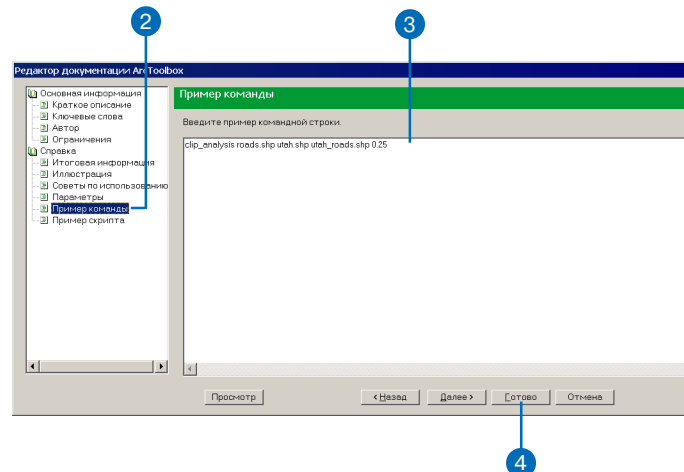 2
3
Редактор документации ArcToolbox
Основная информация
Краткое описание
Ключевые слова
Автор
Ограничения
Справка
Итоговая информация
Иллюстрация
Советы по использованию
Параметры
Пример команды
Пример скрипта
Пример команды
Введите пример командной строки.
clip_analysis roads.shp utah.shp utah_roads.shp 0.25
Просмотр
< Назад
Далее >
Готово
Отмена
4